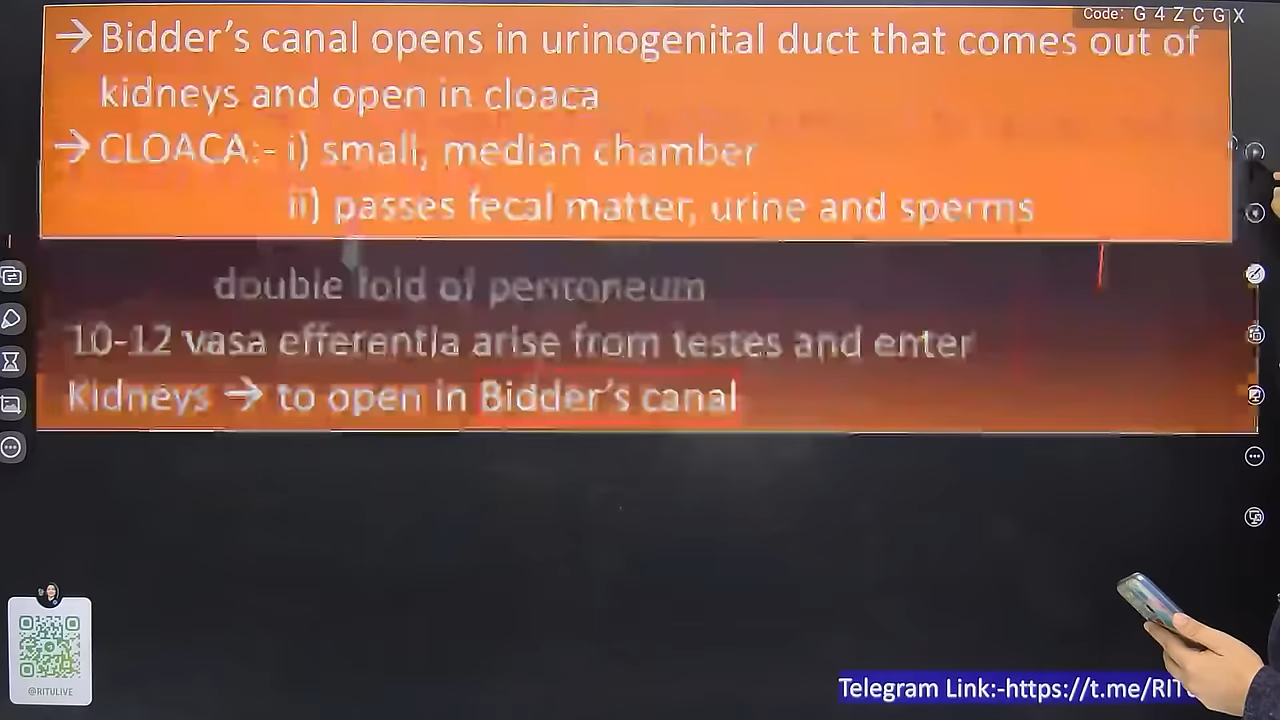 Code: G 4 Z C G X
→ Bidder's canal opens in urinogenital duct that comes out of
kidneys and open in cloaca
→ CLOACA:- i) small, median chamber
ii) passes fecal matter, urine and sperms
double fold of peritoneum
10-12 vasa efferentia arise from testes and enter
Kidneys → to open in Bidder's canal
@RITULIVE
Telegram Link:-https://t.me/RIT